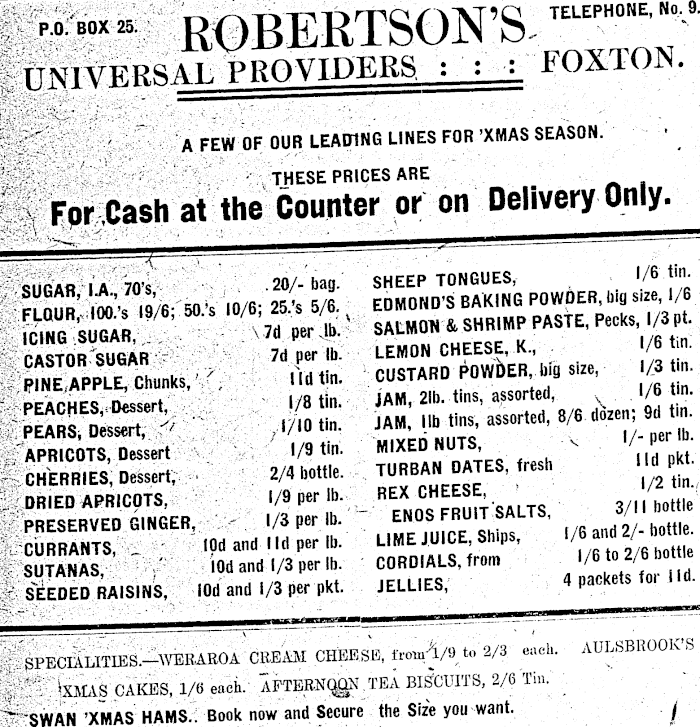 P.O. BOX 25. ROBERTSON'S TELEPHONE, No. 9.
UNIVERSAL PROVIDERS : : : FOXTON.
A FEW OF OUR LEADING LINES FOR 'XMAS SEASON.
THESE PRICES ARE
For Cash at the Counter or on Delivery Only.
SUGAR, I.A., 70's, 20/- bag.
FLOUR, 100.'s 19/6; 50.'s 10/6; 25.'s 5/6.
ICING SUGAR, 7d per lb.
CASTOR SUGAR 7d per lb.
PINE APPLE, Chunks, 11d tin.
PEACHES, Dessert, 1/8 tin.
PEARS, Dessert, 1/10 tin.
APRICOTS, Dessert 1/9 tin.
CHERRIES, Dessert, 2/4 bottle.
DRIED APRICOTS, 1/9 per lb.
PRESERVED GINGER, 1/3 per lb.
CURRANTS, 10d and 11d per lb.
SUTANAS, 10d and 1/3 per lb.
SEEDED RAISINS, 10d and 1/3 per pkt.
SHEEP TONGUES, 1/6 tin.
EDMOND'S BAKING POWDER, big size, 1/6
SALMON & SHRIMP PASTE, Pecks, 1/3 pt.
LEMON CHEESE, K., 1/6 tin.
CUSTARD POWDER, big size, 1/3 tin.
JAM, 2lb. tins, assorted, 1/6 tin.
JAM, 1lb tins, assorted, 8/6 dozen; 9d tin.
MIXED NUTS, 1/- per lb.
TURBAN DATES, fresh 11d pkt.
REX CHEESE, 1/2 tin.
ENOS FRUIT SALTS, 3/11 bottle
LIME JUICE, Ships, 1/6 and 2/- bottle.
CORDIALS, from 1/6 to 2/6 bottle
JELLIES, 4 packets for 11d.
SPECIALITIES.—WERAROA CREAM CHEESE, from 1/9 to 2/3 each. AULSBROOK'S
'XMAS CAKES, 1/6 each. AFTERNOON TEA BISCUITS, 2/6 Tin.
SWAN 'XMAS HAMS.. Book now and Secure the Size you want.